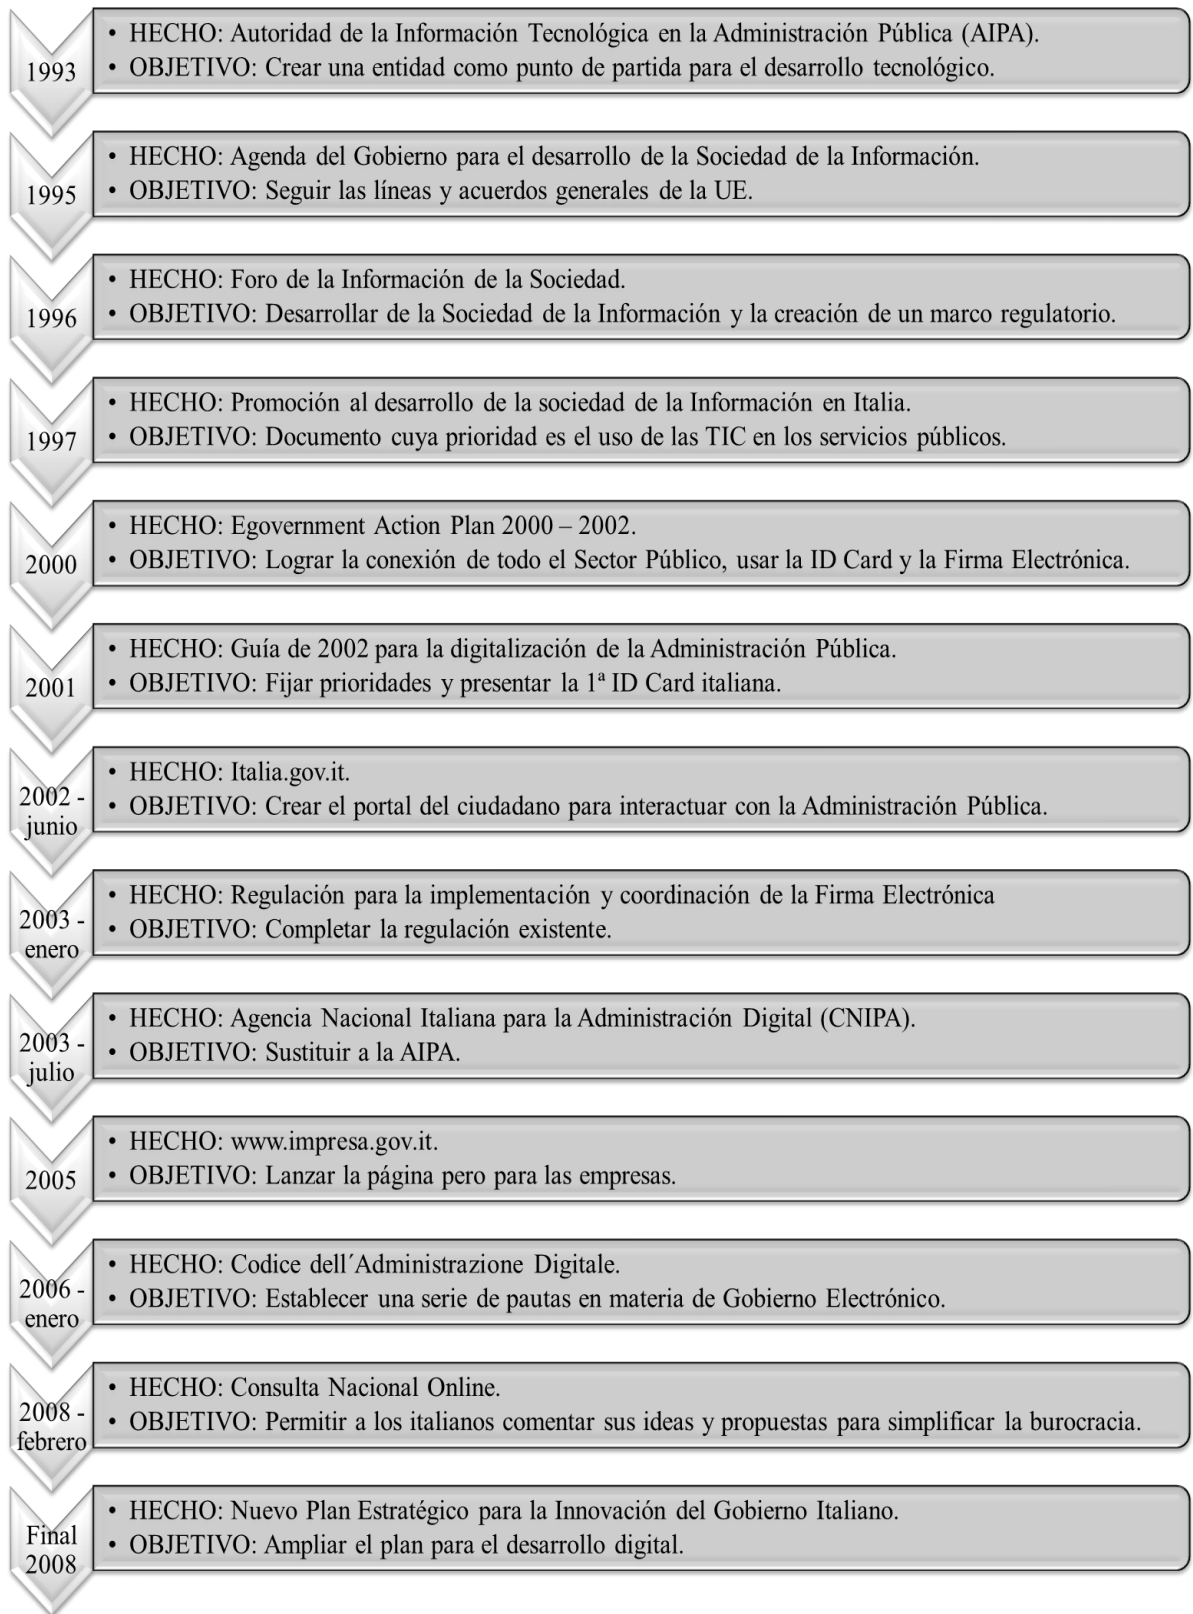 1993
• HECHO: Autoridad de la Información Tecnológica en la Administración Pública (AIPA).
• OBJETIVO: Crear una entidad como punto de partida para el desarrollo tecnológico.
1995
• HECHO: Agenda del Gobierno para el desarrollo de la Sociedad de la Información.
• OBJETIVO: Seguir las líneas y acuerdos generales de la UE.
1996
• HECHO: Foro de la Información de la Sociedad.
• OBJETIVO: Desarrollar de la Sociedad de la Información y la creación de un marco regulatorio.
1997
• HECHO: Promoción al desarrollo de la sociedad de la Información en Italia.
• OBJETIVO: Documento cuya prioridad es el uso de las TIC en los servicios públicos.
2000
• HECHO: Egovernment Action Plan 2000 – 2002.
• OBJETIVO: Lograr la conexión de todo el Sector Público, usar la ID Card y la Firma Electrónica.
2001
• HECHO: Guía de 2002 para la digitalización de la Administración Pública.
• OBJETIVO: Fijar prioridades y presentar la 1ª ID Card italiana.
2002 -
junio
• HECHO: Italia.gov.it.
• OBJETIVO: Crear el portal del ciudadano para interactuar con la Administración Pública.
2003 -
enero
• HECHO: Regulación para la implementación y coordinación de la Firma Electrónica
• OBJETIVO: Completar la regulación existente.
2003 -
julio
• HECHO: Agencia Nacional Italiana para la Administración Digital (CNIPA).
• OBJETIVO: Sustituir a la AIPA.
2005
• HECHO: www.impresa.gov.it.
• OBJETIVO: Lanzar la página pero para las empresas.
2006 -
enero
• HECHO: Codice dell´Administrazione Digitale.
• OBJETIVO: Establecer una serie de pautas en materia de Gobierno Electrónico.
2008 -
febrero
• HECHO: Consulta Nacional Online.
• OBJETIVO: Permitir a los italianos comentar sus ideas y propuestas para simplificar la burocracia.
Final
2008
• HECHO: Nuevo Plan Estratégico para la Innovación del Gobierno Italiano.
• OBJETIVO: Ampliar el plan para el desarrollo digital.